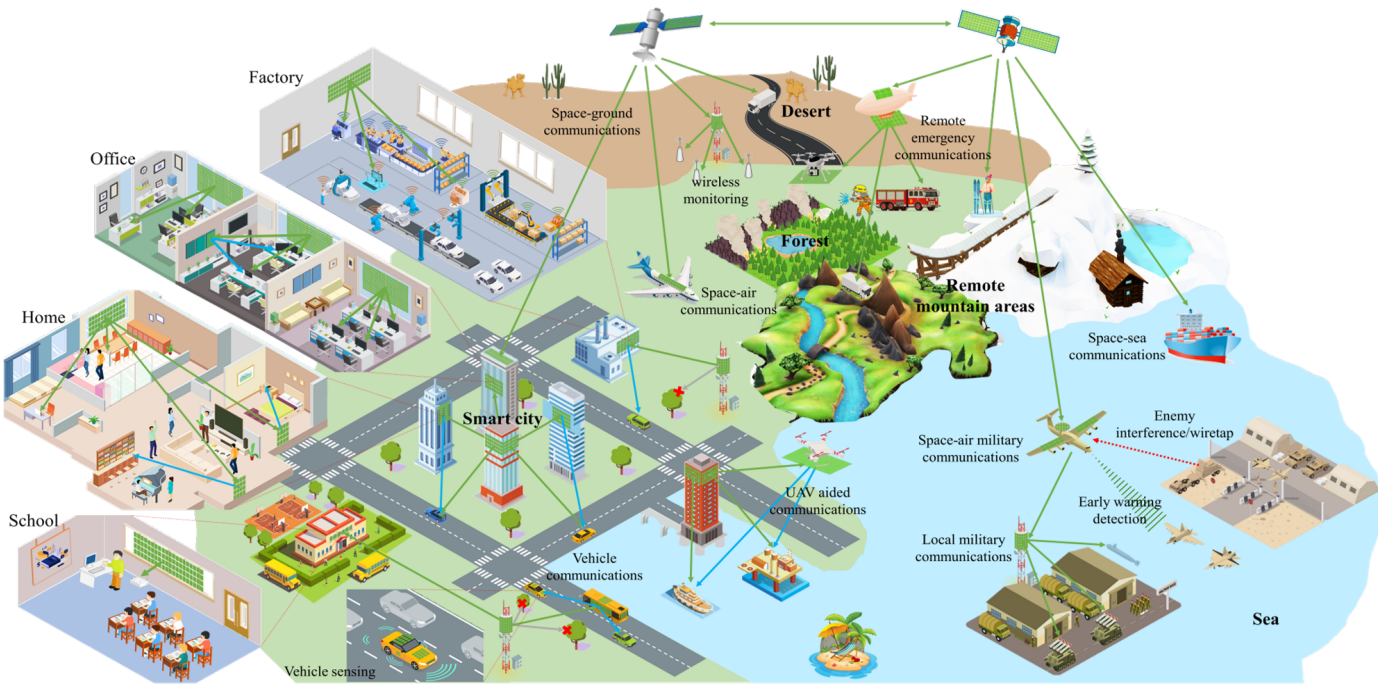 Factory
Space-ground
communications
Desert
Remote
emergency
communications
Office
wireless
monitoring
Forest
Space-air
communications
Remote
mountain areas
Home
Space-sea
communications
Smart city
Space-air military
communications
Enemy
interference/wiretap
UAV aided
communications
Early warning
detection
School
Local military
communications
Vehicle
communications
Sea
Vehicle sensing